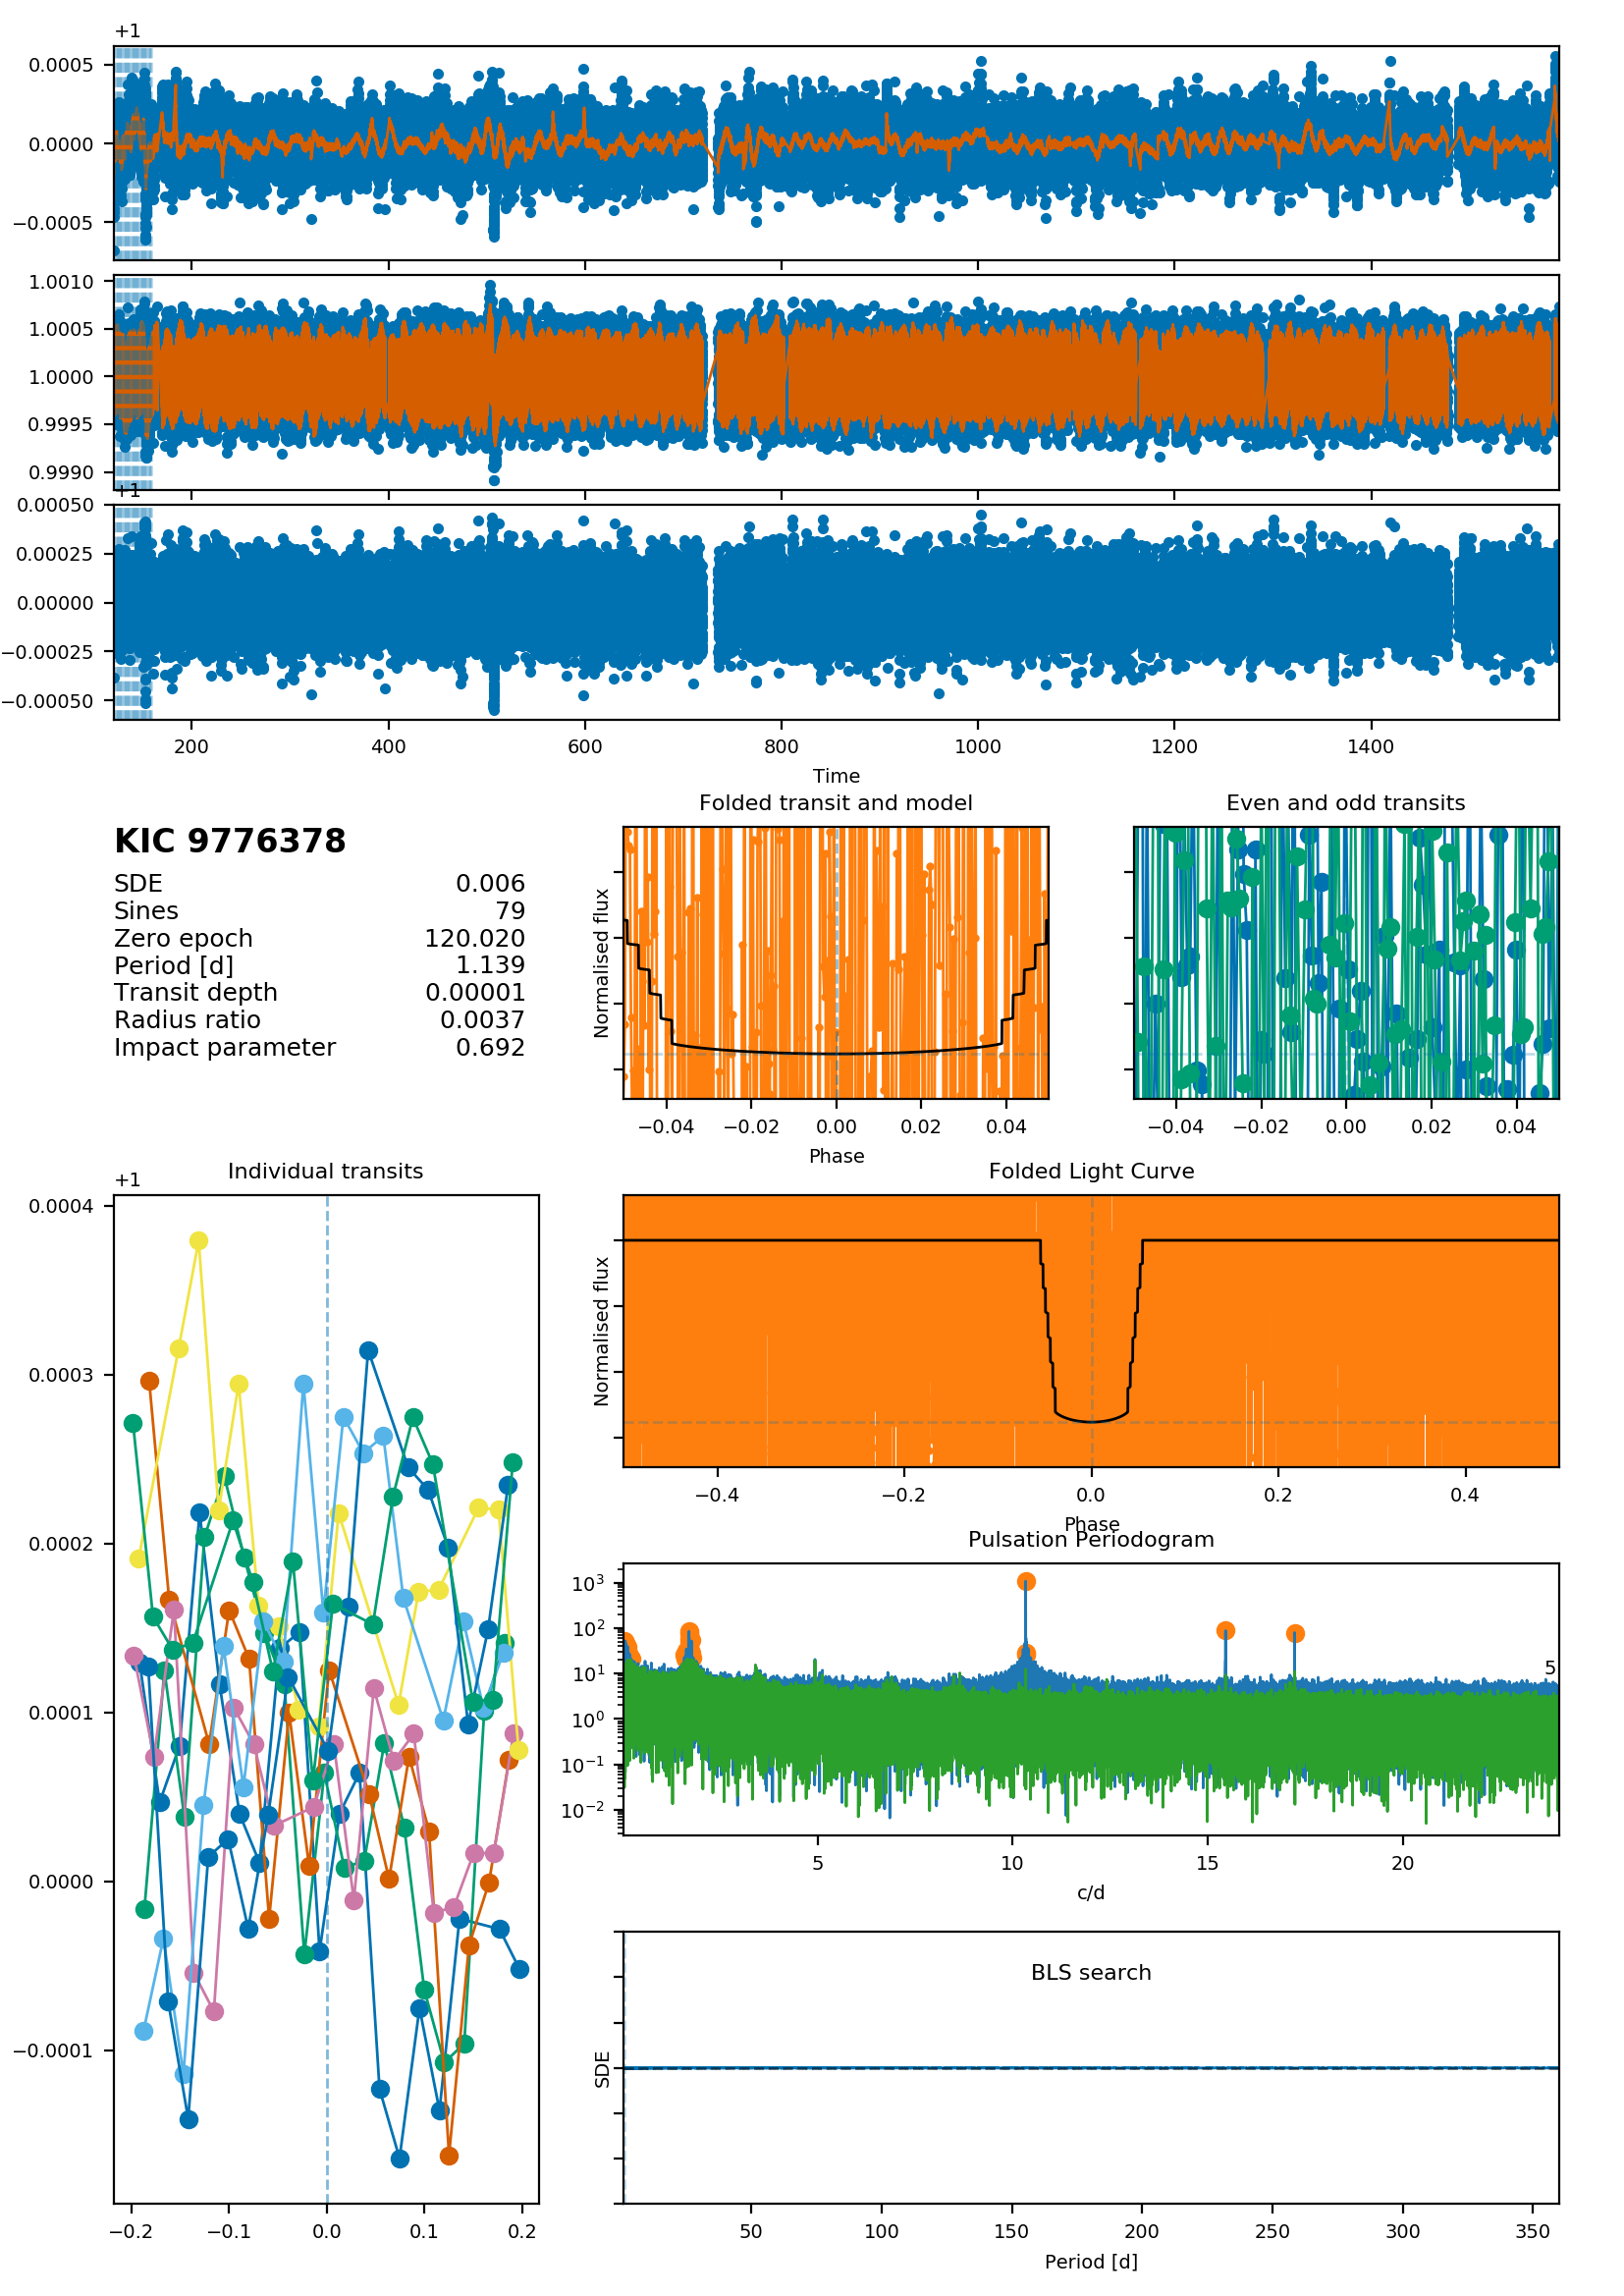 +1
0.0005
0.0000
−0.0005
1.0010
1.0005
1.0000
0.9995
0.9990
+1
0.00050
0.00025
0.00000
−0.00025
−0.00050
200 400 600 800 1000 1200 1400
Time
KIC 9776378
SDE 0.006
Sines 79
Zero epoch 120.020
Period [d] 1.139
Transit depth 0.00001
Radius ratio 0.0037
Impact parameter 0.692
Folded transit and model
Normalised flux
−0.04 −0.02 0.00 0.02 0.04
Phase
Even and odd transits
−0.04 −0.02 0.00 0.02 0.04
Individual transits
+1
0.0004
0.0003
0.0002
0.0001
0.0000
−0.0001
−0.2 −0.1 0.0 0.1 0.2
Folded Light Curve
Normalised flux
−0.4 −0.2 0.0 0.2 0.4
Phase
Pulsation Periodogram
10³
10²
10¹
10⁰
10⁻¹
10⁻²
5
5 10 15 20
c/d
BLS search
SDE
50 100 150 200 250 300 350
Period [d]